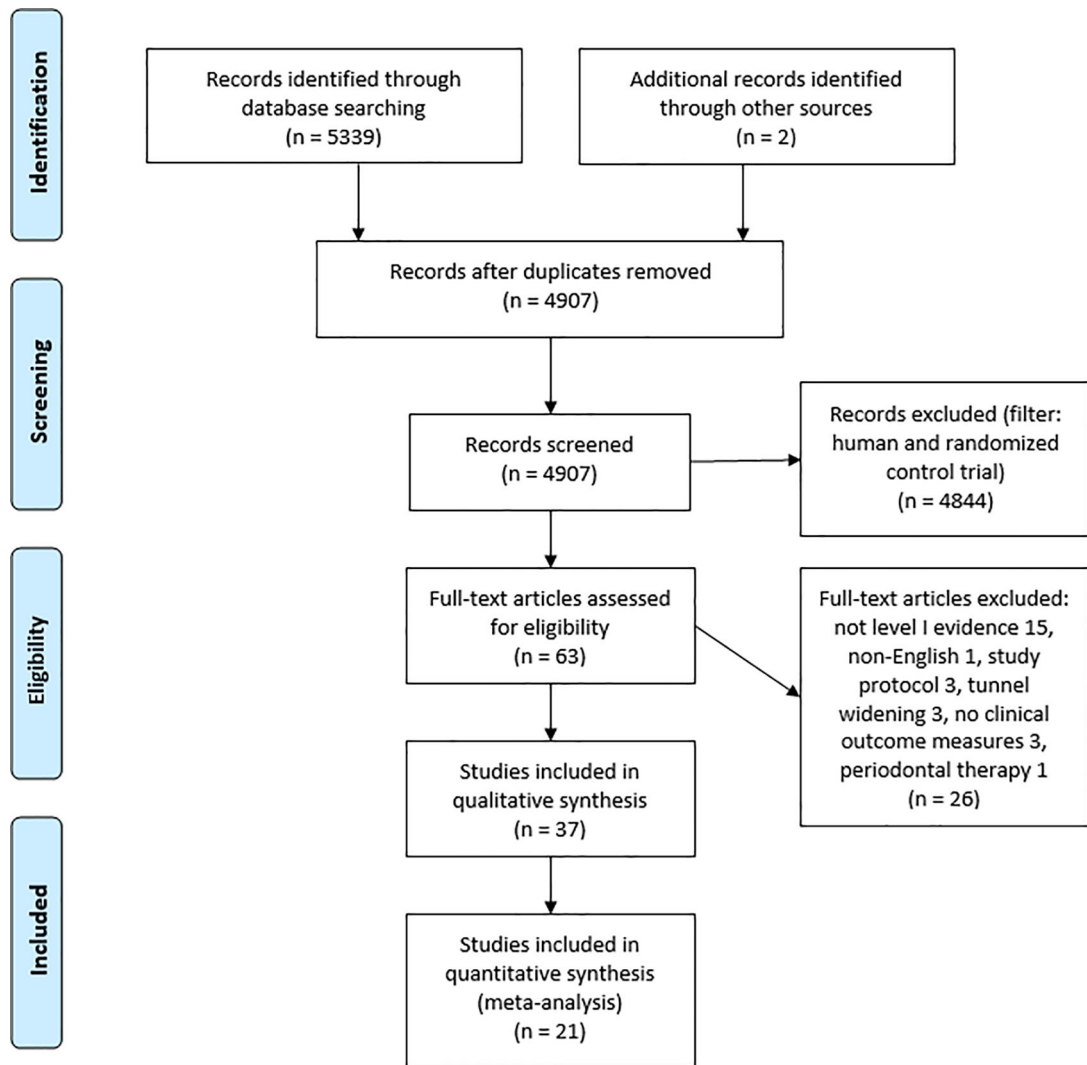 Identification
Records identified through
database searching
(n = 5339)
Additional records identified
through other sources
(n = 2)
Records after duplicates removed
(n = 4907)
Screening
Records screened
(n = 4907)
Records excluded (filter:
human and randomized
control trial)
(n = 4844)
Eligibility
Full-text articles assessed
for eligibility
(n = 63)
Full-text articles excluded:
not level I evidence 15,
non-English 1, study
protocol 3, tunnel
widening 3, no clinical
outcome measures 3,
periodontal therapy 1
(n = 26)
Studies included in
qualitative synthesis
(n = 37)
Included
Studies included in
quantitative synthesis
(meta-analysis)
(n = 21)